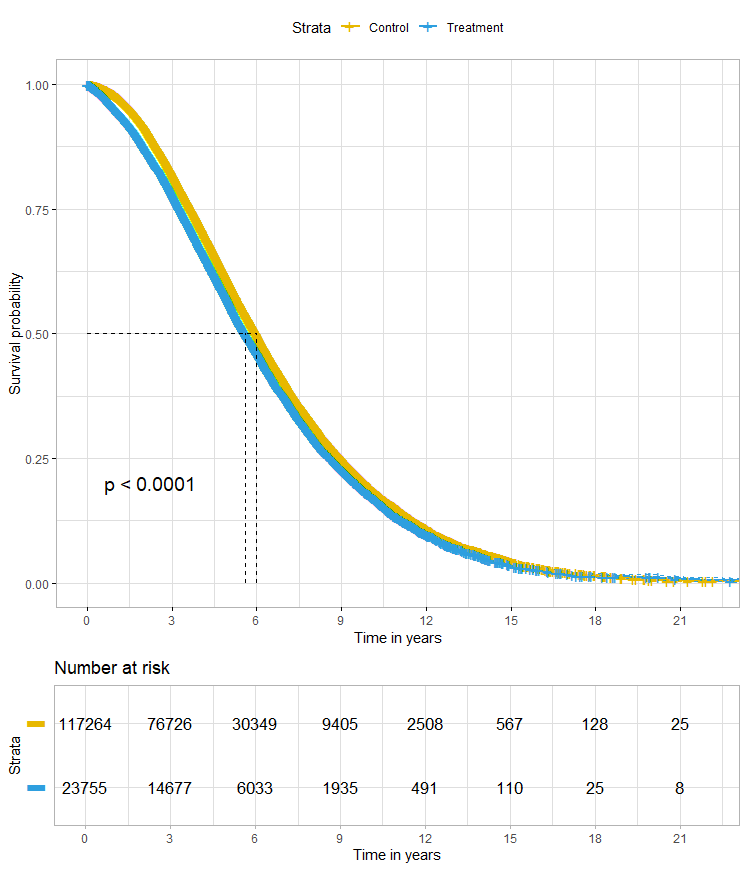 Strata Control Treatment
1.00
0.75
0.50
0.25
0.00
Survival probability
p < 0.0001
0 3 6 9 12 15 18 21
Time in years
Number at risk
Strata
117264 76726 30349 9405 2508 567 128 25
23755 14677 6033 1935 491 110 25 8
0 3 6 9 12 15 18 21
Time in years